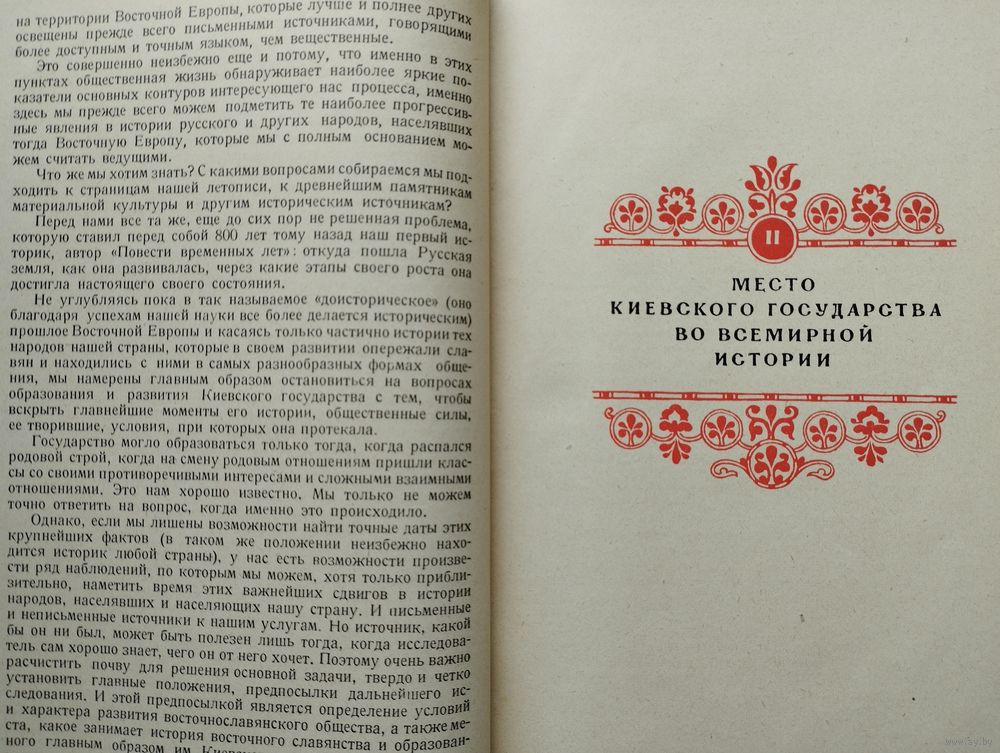 на территории Восточной Европы, которые лучше и полнее других
освещены прежде всего письменными источниками, говорящими
более доступным и точным языком, чем вещественные.
Это совершенно неизбежно еще и потому, что именно в этих
пунктах общественная жизнь обнаруживает наиболее яркие по-
казатели основных контуров интересующего нас процесса, именно
здесь мы прежде всего можем подметить те наиболее прогрессив-
ные явления в истории русского и других народов, населявших
тогда Восточную Европу, которые мы с полным основанием мо-
жем считать ведущими.
Что же мы хотим знать? С какими вопросами собираемся мы под-
ходить к страницам нашей летописи, к древнейшим памятникам
материальной культуры и другим историческим источникам?
Перед нами все та же, еще до сих пор не решенная проблема,
которую ставил перед собой 800 лет тому назад наш первый ис-
торик, автор «Повести временных лет»: откуда пошла Русская
земля, как она развивалась, через какие этапы своего роста она
достигла настоящего своего состояния.
Не углубляясь пока в так называемое «доисторическое» (оно
благодаря успехам нашей науки все более делается историческим)
прошлое Восточной Европы и касаясь только частично истории тех
народов нашей страны, которые в своем развитии опережали сла-
вян и находились с ними в самых разнообразных формах обще-
ния, мы намерены главным образом остановиться на вопросах
образования и развития Киевского государства с тем, чтобы
вскрыть главнейшие моменты его истории, общественные силы,
ее творившие, условия, при которых она протекала.
Государство могло образоваться только тогда, когда распался
родовой строй, когда на смену родовым отношениям пришли клас-
сы со своими противоречивыми интересами и сложными взаимными
отношениями. Это нам хорошо известно. Мы только не можем
точно ответить на вопрос, когда именно это происходило.
Однако, если мы лишены возможности найти точные даты этих
крупнейших фактов (в таком же положении неизбежно нахо-
дится историк любой страны), у нас есть возможности произве-
сти ряд наблюдений, по которым мы можем, хотя только прибли-
зительно, наметить время этих важнейших сдвигов в истории
народов, населявших и населяющих нашу страну. И письменные
и неписьменные источники к нашим услугам. Но источник, какой
бы он ни был, может быть полезен лишь тогда, когда исследова-
тель сам хорошо знает, чего он от него хочет. Поэтому очень важно
расчистить почву для решения основной задачи, твердо и четко
установить главные положения, предпосылки дальнейшего ис-
следования. И этой предпосылкой является определение условий
и характера развития восточнославянского общества, а также ме-
ста, какое занимает история восточного славянства и образован-
ного главным образом им
II
МЕСТО
КИЕВСКОГО ГОСУДАРСТВА
ВО ВСЕМИРНОЙ
ИСТОРИИ
www.ay.by